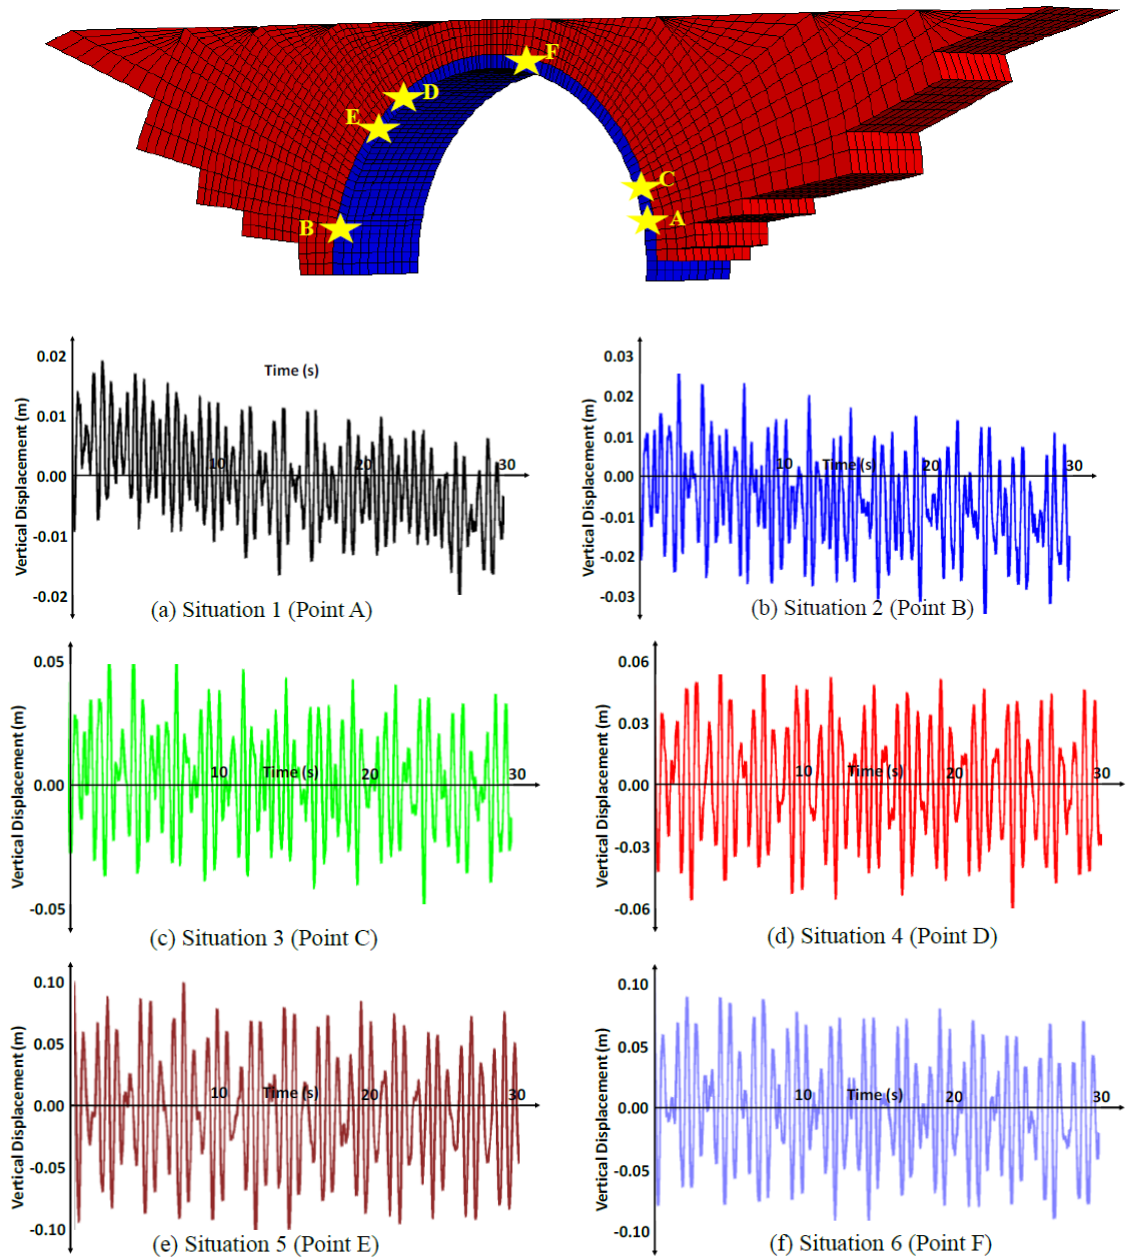 F
D
E
C
B
A
Vertical Displacement (m)
0.02
0.01
0.00
-0.01
-0.02
Time (s)
10
20
30
(a) Situation 1 (Point A)
Vertical Displacement (m)
0.03
0.02
0.01
0.00
-0.01
-0.02
-0.03
10
Time (s)
20
30
(b) Situation 2 (Point B)
Vertical Displacement (m)
0.05
0.00
-0.05
10
Time (s)
20
30
(c) Situation 3 (Point C)
Vertical Displacement (m)
0.06
0.03
0.00
-0.03
-0.06
10
Time (s)
20
30
(d) Situation 4 (Point D)
Vertical Displacement (m)
0.10
0.05
0.00
-0.05
-0.10
10
Time (s)
20
30
(e) Situation 5 (Point E)
Vertical Displacement (m)
0.10
0.05
0.00
-0.05
-0.10
10
Time (s)
20
30
(f) Situation 6 (Point F)